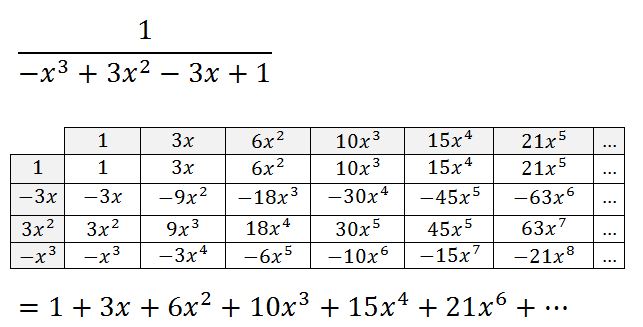 1
−x³ + 3x² − 3x + 1
1 3x 6x² 10x³ 15x⁴ 21x⁵ ...
1 1 3x 6x² 10x³ 15x⁴ 21x⁵ ...
−3x −3x −9x² −18x³ −30x⁴ −45x⁵ −63x⁶ ...
3x² 3x² 9x³ 18x⁴ 30x⁵ 45x⁵ 63x⁷ ...
−x³ −x³ −3x⁴ −6x⁵ −10x⁶ −15x⁷ −21x⁸ ...
= 1 + 3x + 6x² + 10x³ + 15x⁴ + 21x⁶ + ⋯